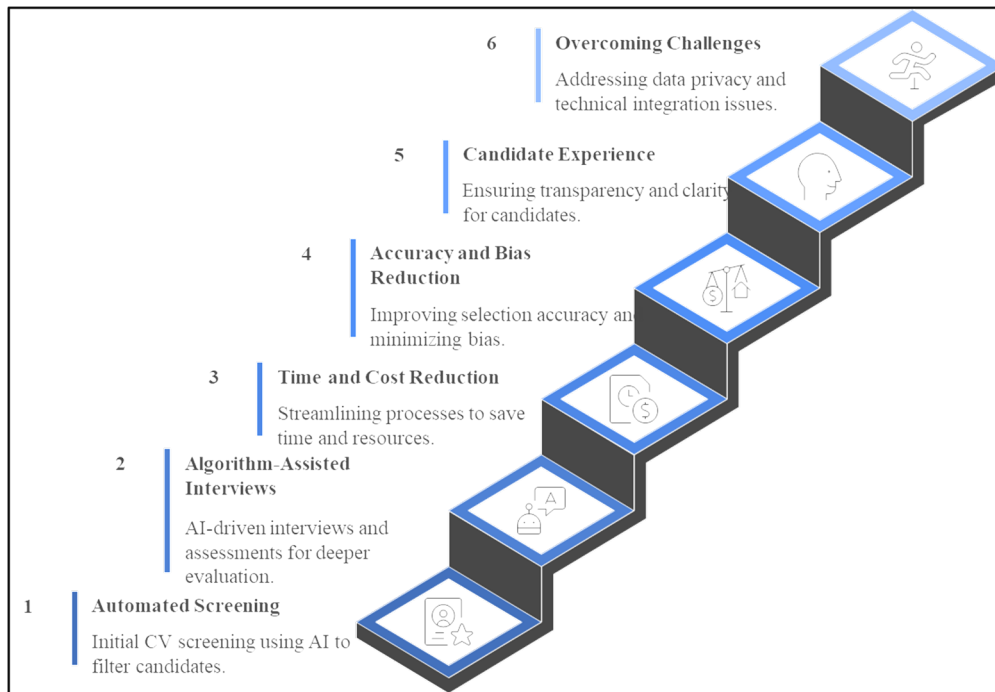 6
Overcoming Challenges
Addressing data privacy and
technical integration issues.
5
Candidate Experience
Ensuring transparency and clarity
for candidates.
4
Accuracy and Bias
Reduction
Improving selection accuracy and
minimizing bias.
3
Time and Cost Reduction
Streamlining processes to save
time and resources.
2
Algorithm-Assisted
Interviews
AI-driven interviews and
assessments for deeper
evaluation.
1
Automated Screening
Initial CV screening using AI to
filter candidates.
$
$
A